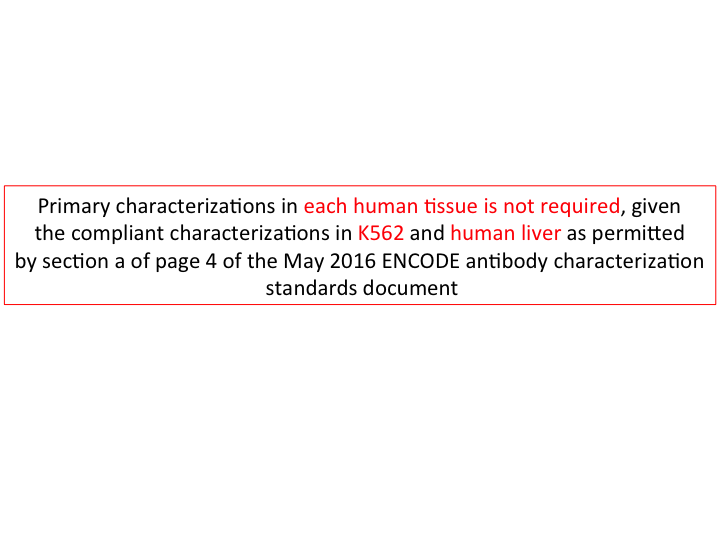 Primary characterizations in each human tissue is not required, given
the compliant characterizations in K562 and human liver as permitted
by section a of page 4 of the May 2016 ENCODE antibody characterization
standards document